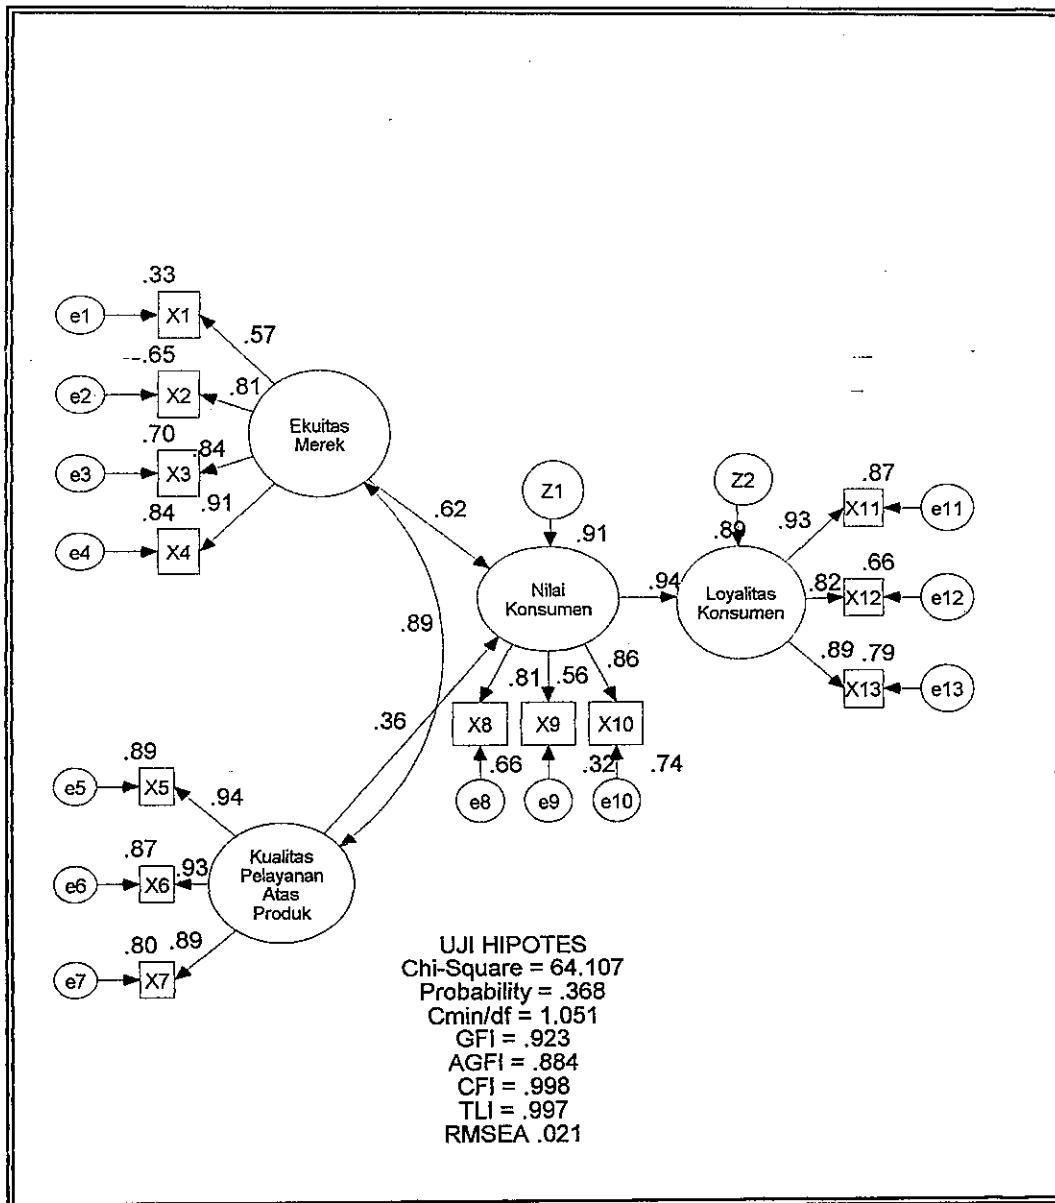 .33
e1
X1
.57
.65
e2
X2
.81
.70
e3
X3
.84
.84
e4
X4
.91
Ekuitas
Merek
.62
.89
.36
Z1
.91
Nilai
Konsumen
.94
Z2
.89
Loyalitas
Konsumen
.93
.87
X11
e11
.82
.66
X12
e12
.89
.79
X13
e13
.81
.56
.86
X8
X9
X10
.66
.32
.74
e8
e9
e10
.89
e5
X5
.94
.87
e6
X6
.93
.80
e7
X7
.89
Kualitas
Pelayanan
Atas
Produk
UJI HIPOTES
Chi-Square = 64.107
Probability = .368
Cmin/df = 1.051
GFI = .923
AGFI = .884
CFI = .998
TLI = .997
RMSEA .021